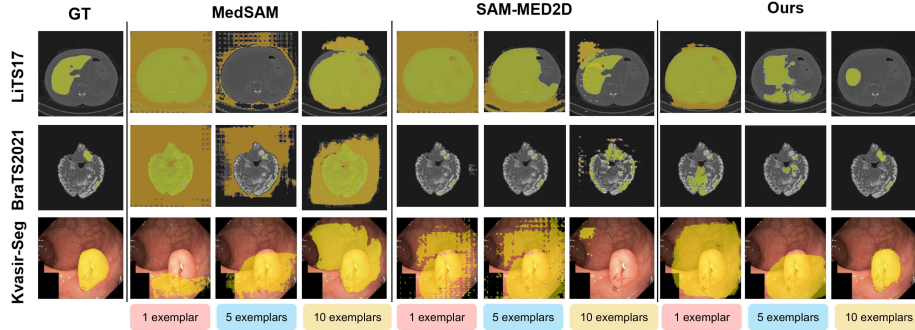 GT
MedSAM
SAM-MED2D
Ours
LiTS17
BraTS2021
Kvasir-Seg
1 exemplar
5 exemplars
10 exemplars
1 exemplar
5 exemplars
10 exemplars
1 exemplar
5 exemplars
10 exemplars